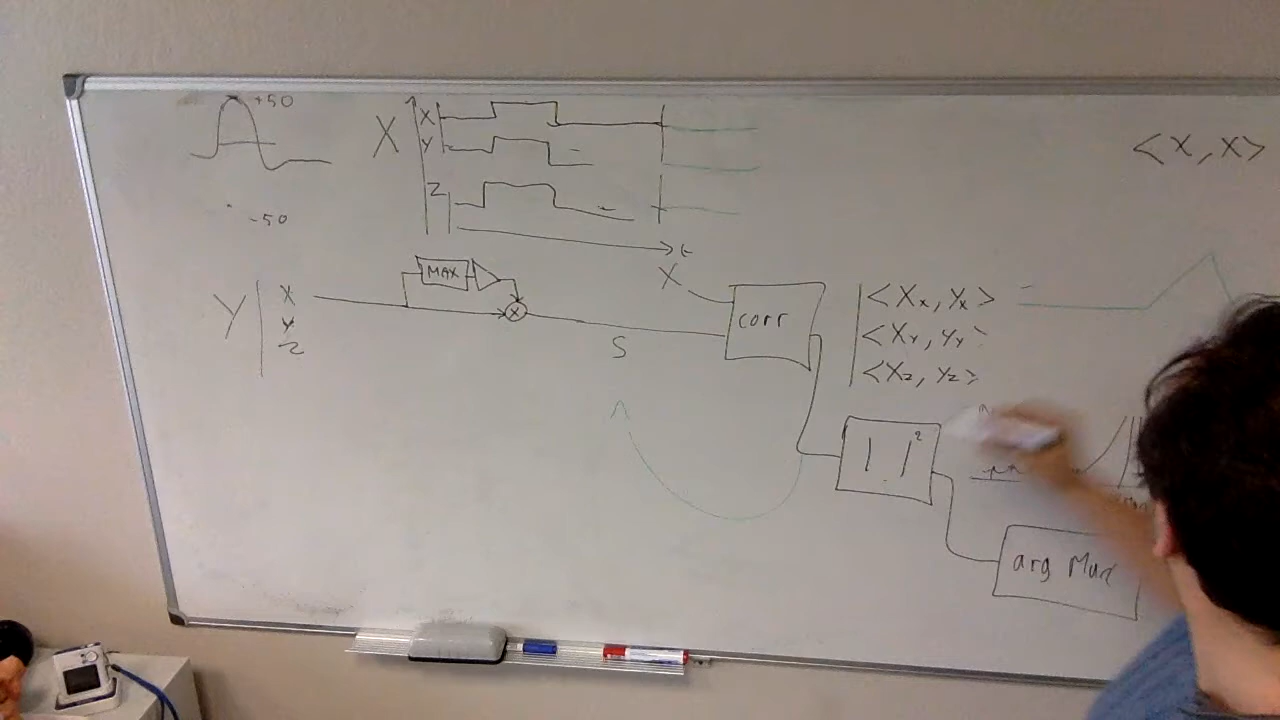 +50
-50
X
X
Y
Z
t
<X, X>
Y
X
Y
Z
MAX
X
S
X
corr
<Xx, Yx>
<XY, YY
<Xz, Yz>
| |²
arg Max